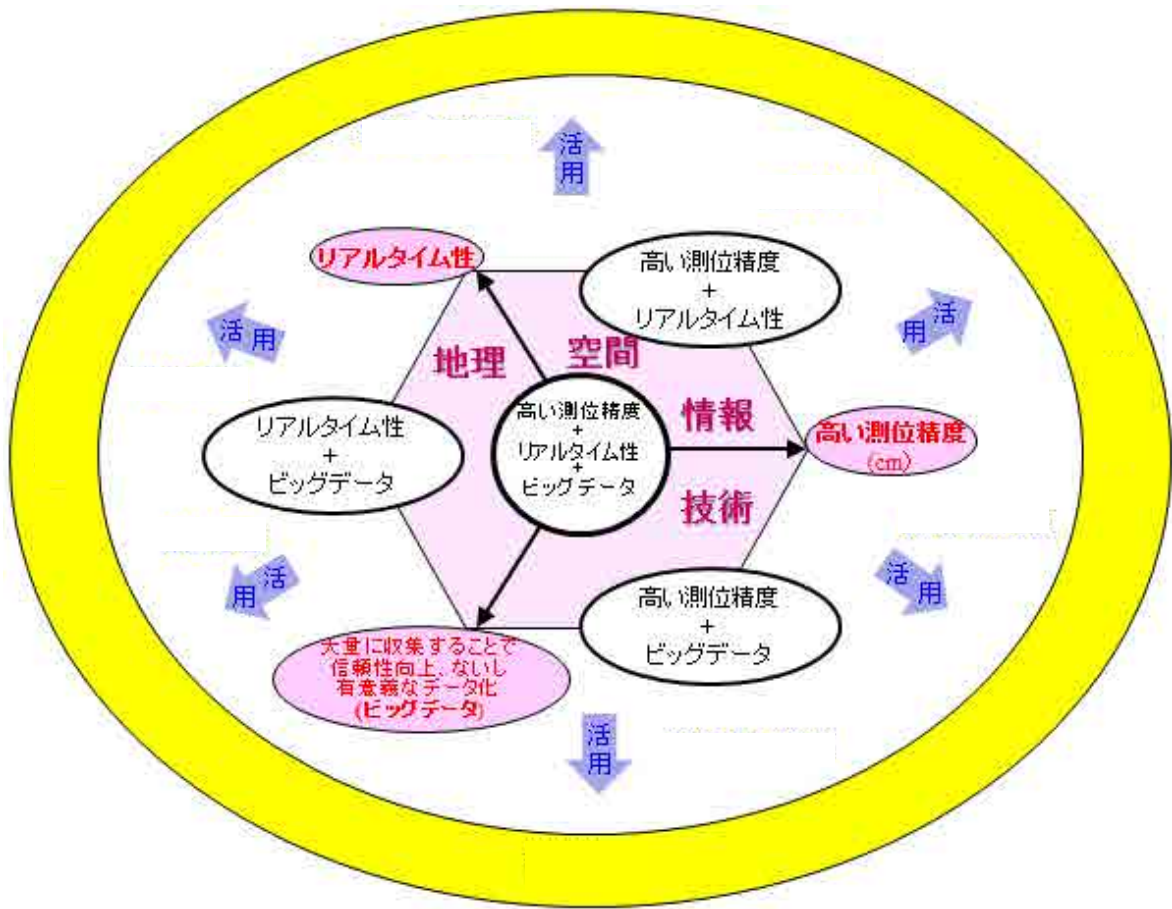 活
用
リアルタイム性
高い測位精度
+
リアルタイム性
活用
活用
地理
空間
情報
技術
高い測位精度
+
リアルタイム性
+
ビッグデータ
リアルタイム性
+
ビッグデータ
高い測位精度
(cm)
活用
活用
高い測位精度
+
ビッグデータ
大量に収集することで
信頼性向上、ないし
有意義なデータ化
(ビッグデータ)
活
用